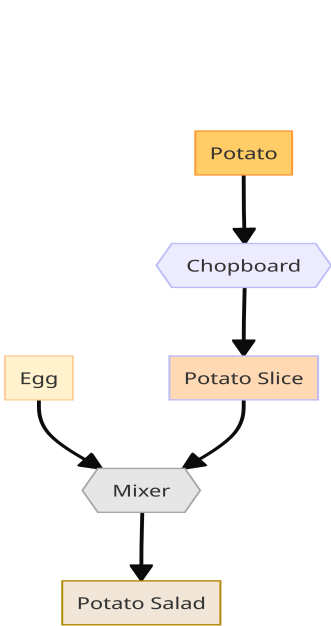 Potato
Chopboard
Egg
Potato Slice
Mixer
Potato Salad